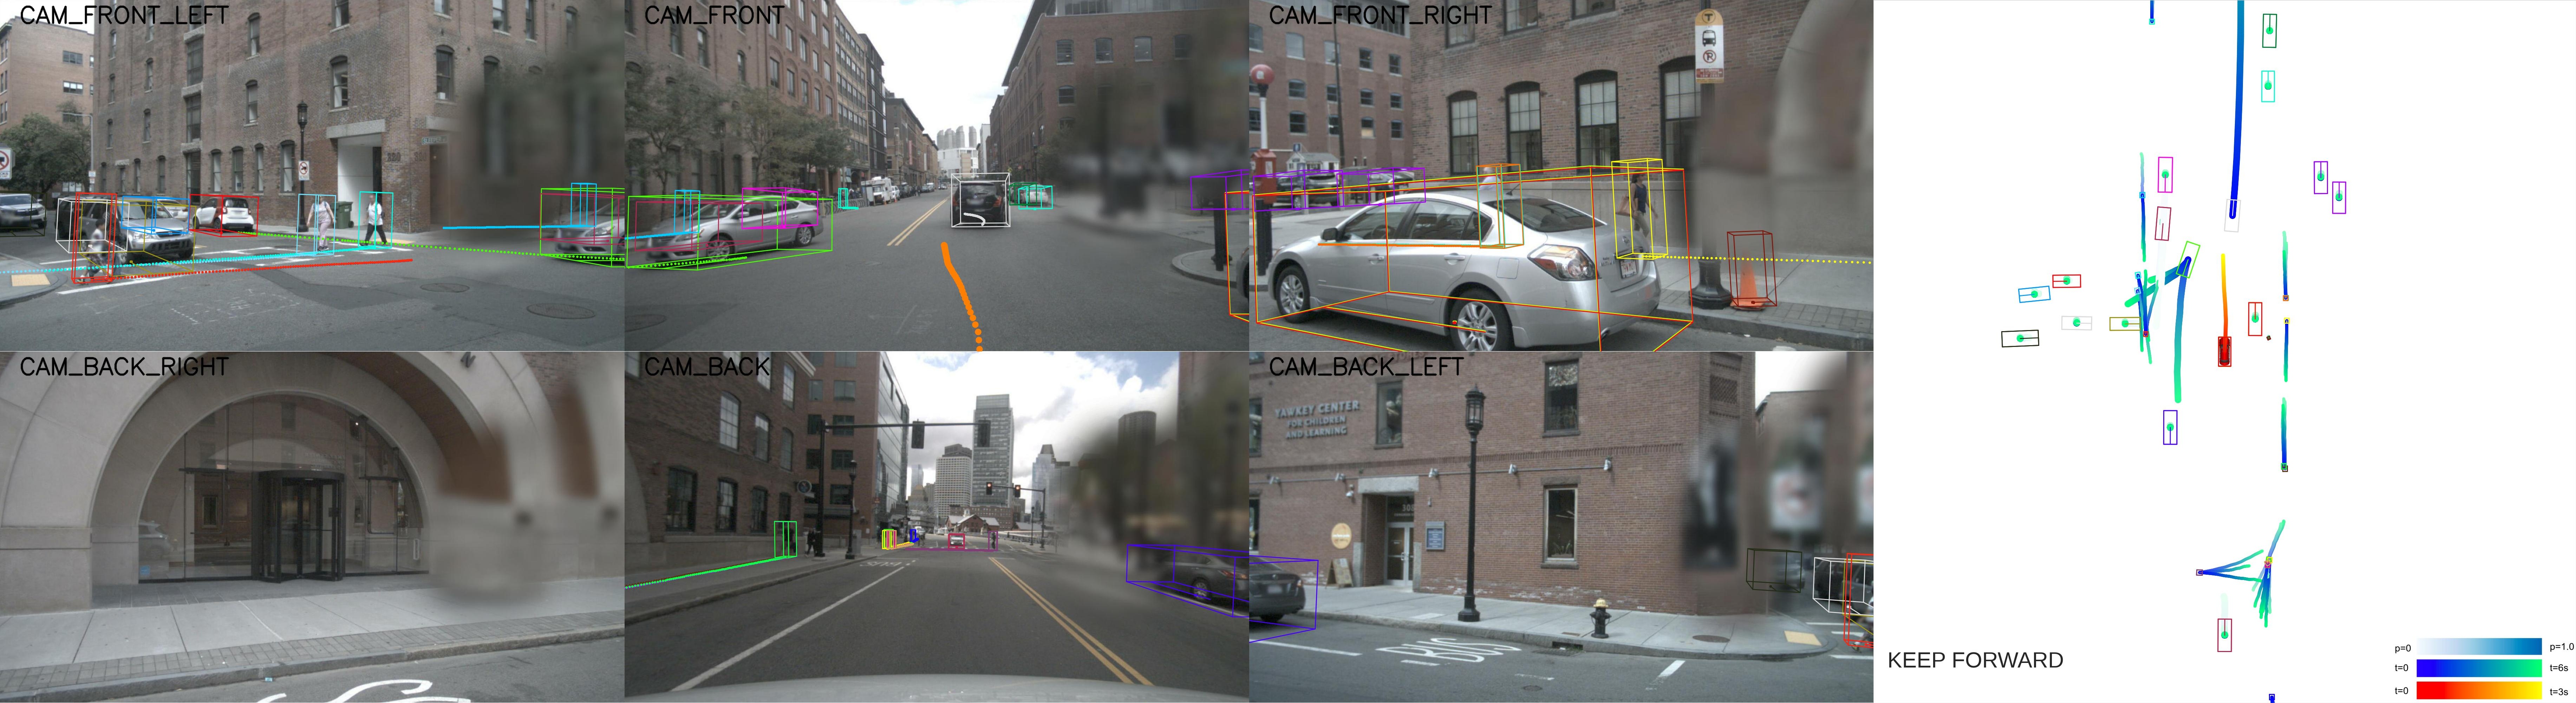 CAM_FRONT_LEFT
CAM_FRONT
CAM_FRONT_RIGHT
T
CAM_BACK_RIGHT
CAM_BACK
CAM_BACK_LEFT
YAWKEY CENTER
FOR CHILDREN
AND LEARNING
BUS
KEEP FORWARD
p=0
p=1.0
t=0
t=6s
t=0
t=3s